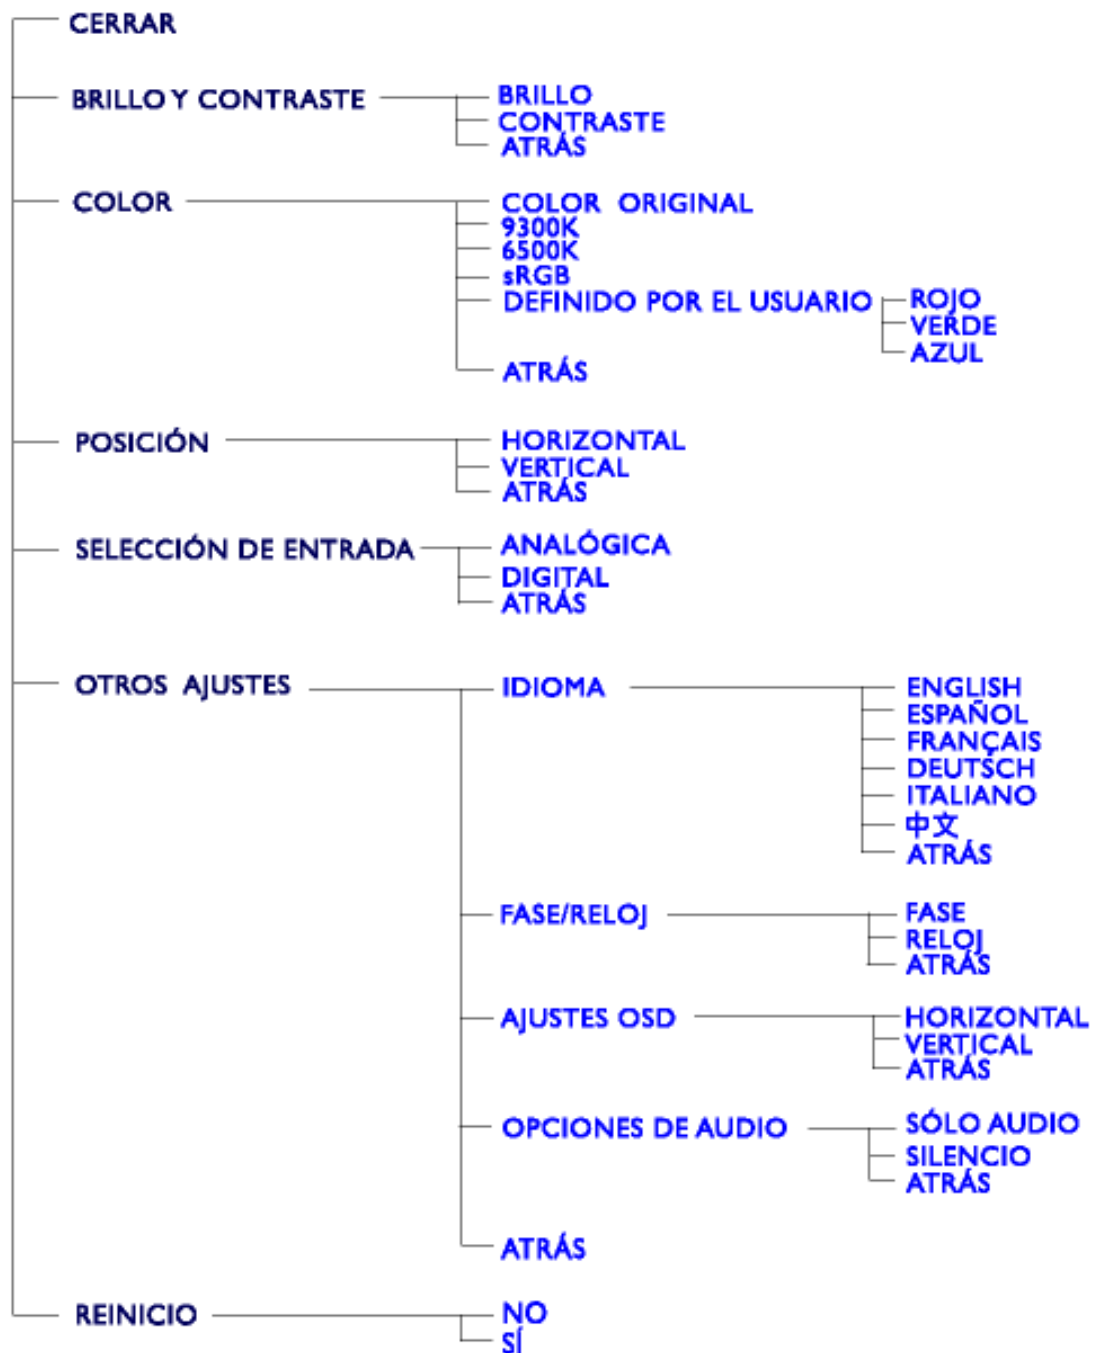 CERRAR
BRILLO Y CONTRASTE
BRILLO
CONTRASTE
ATRÁS
COLOR
COLOR ORIGINAL
9300K
6500K
sRGB
DEFINIDO POR EL USUARIO
ROJO
VERDE
AZUL
ATRÁS
POSICIÓN
HORIZONTAL
VERTICAL
ATRÁS
SELECCIÓN DE ENTRADA
ANALÓGICA
DIGITAL
ATRÁS
OTROS AJUSTES
IDIOMA
ENGLISH
ESPAÑOL
FRANÇAIS
DEUTSCH
ITALIANO
中文
ATRÁS
FASE/RELOJ
FASE
RELOJ
ATRÁS
AJUSTES OSD
HORIZONTAL
VERTICAL
ATRÁS
OPCIONES DE AUDIO
SÓLO AUDIO
SILENCIO
ATRÁS
ATRÁS
REINICIO
NO
SÍ